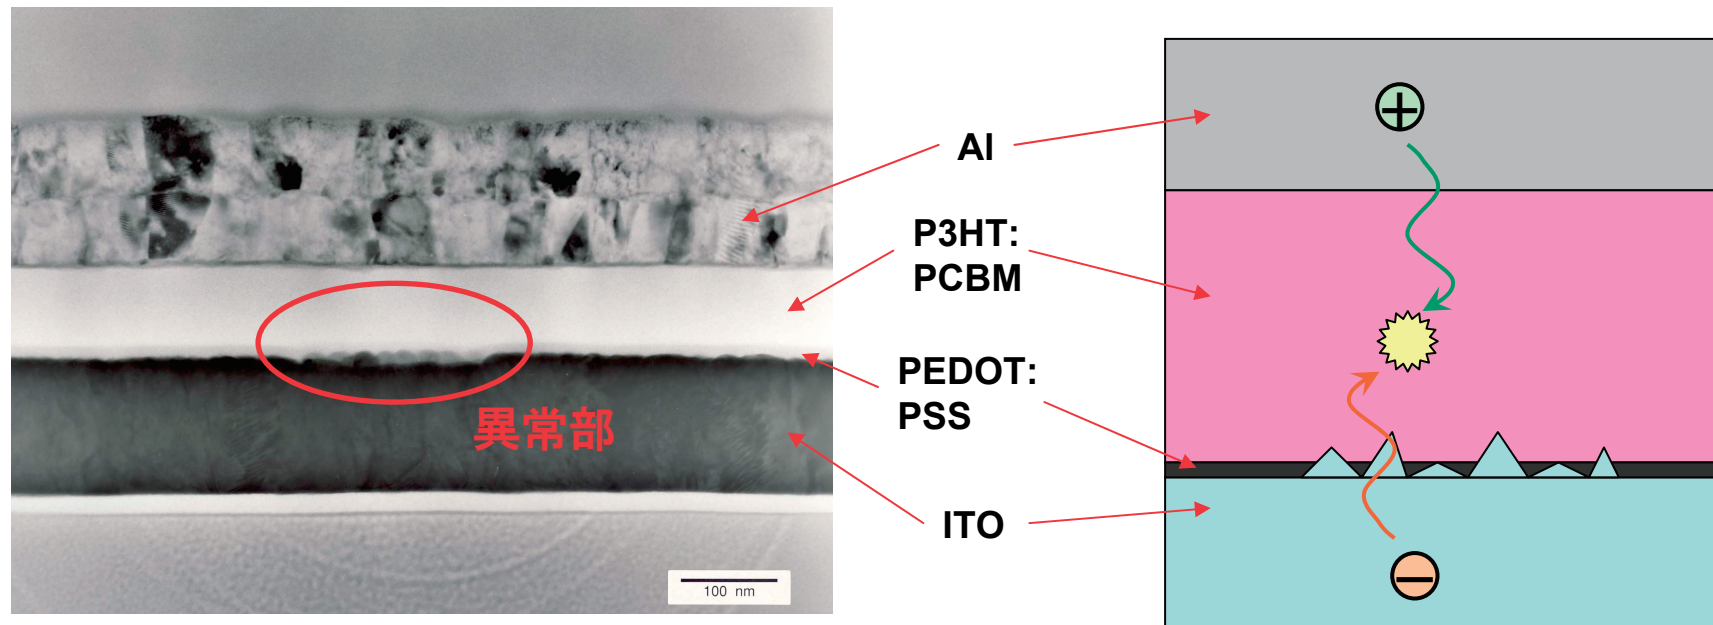 Al
P3HT:
PCBM
PEDOT:
PSS
異常部
ITO
100 nm
+
−